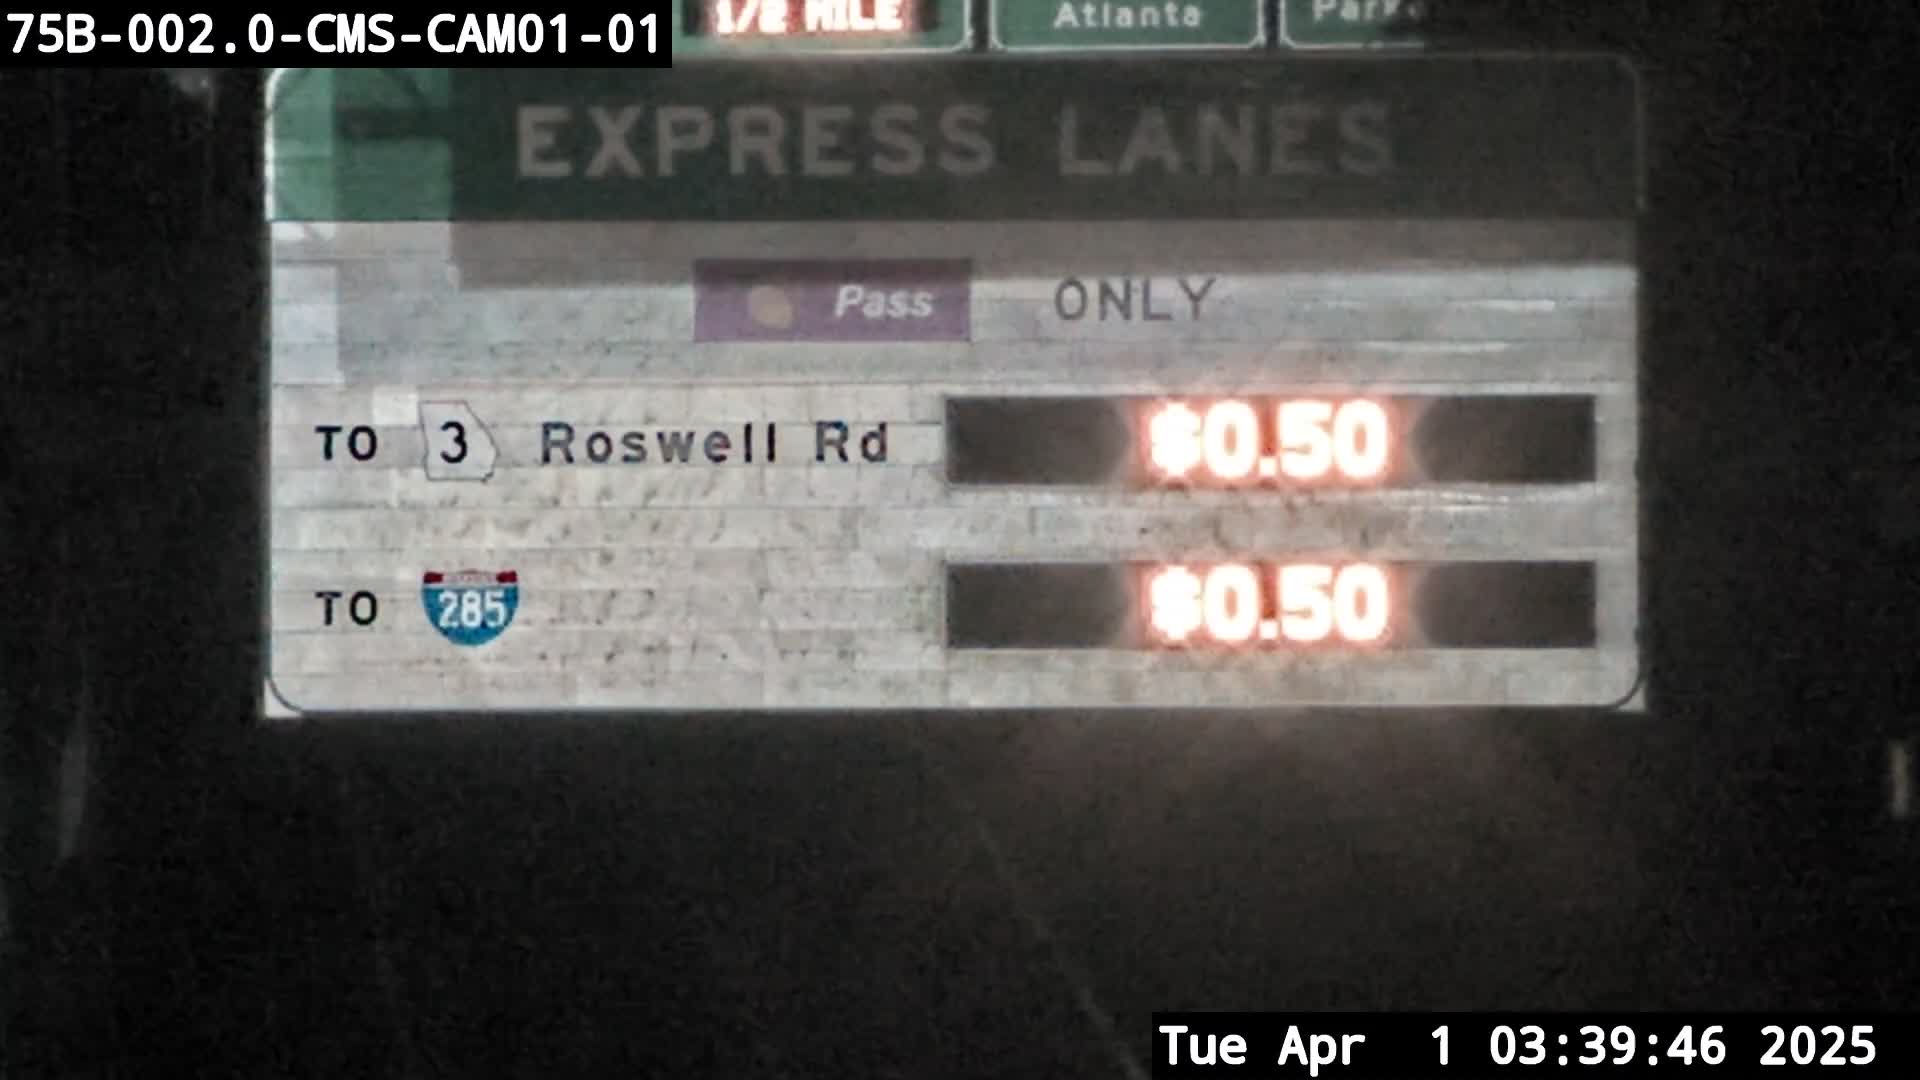 75B-002.0-CMS-CAM01-01
1/2 MILE
Atlanta
EXPRESS LANES
Pass ONLY
TO 3 Roswell Rd $0.50
TO 285 $0.50
Tue Apr 1 03:39:46 2025